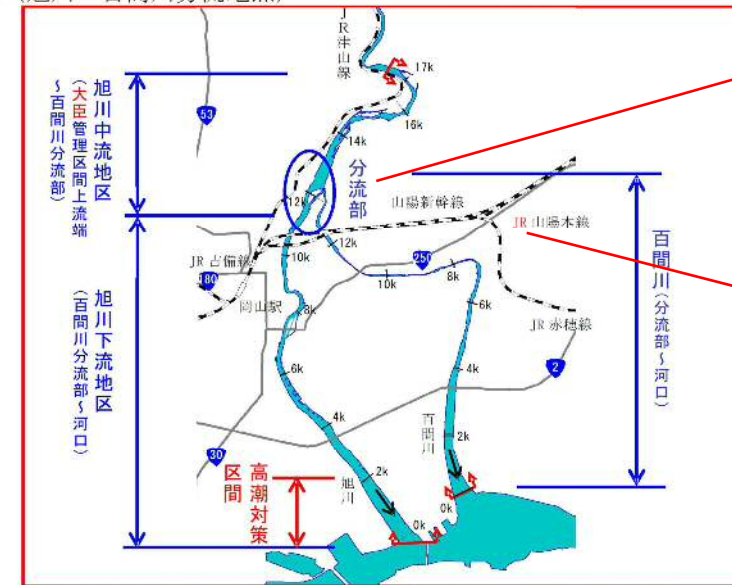 JR津山線
17k
16k
14k
53
旭川中流地区
(大臣管理区間上流端
～百間川分流部)
分流部
12k
山陽新幹線
JR山陽本線
12k
10k
250
8k
10k
JR吉備線
180
岡山駅
8k
6k
JR赤穂線
百間川(分流部～河口)
旭川下流地区
(百間川分流部～河口)
6k
4k
2
4k
百間川
2k
30
高潮対策
区間
2k
旭川
0k
0k